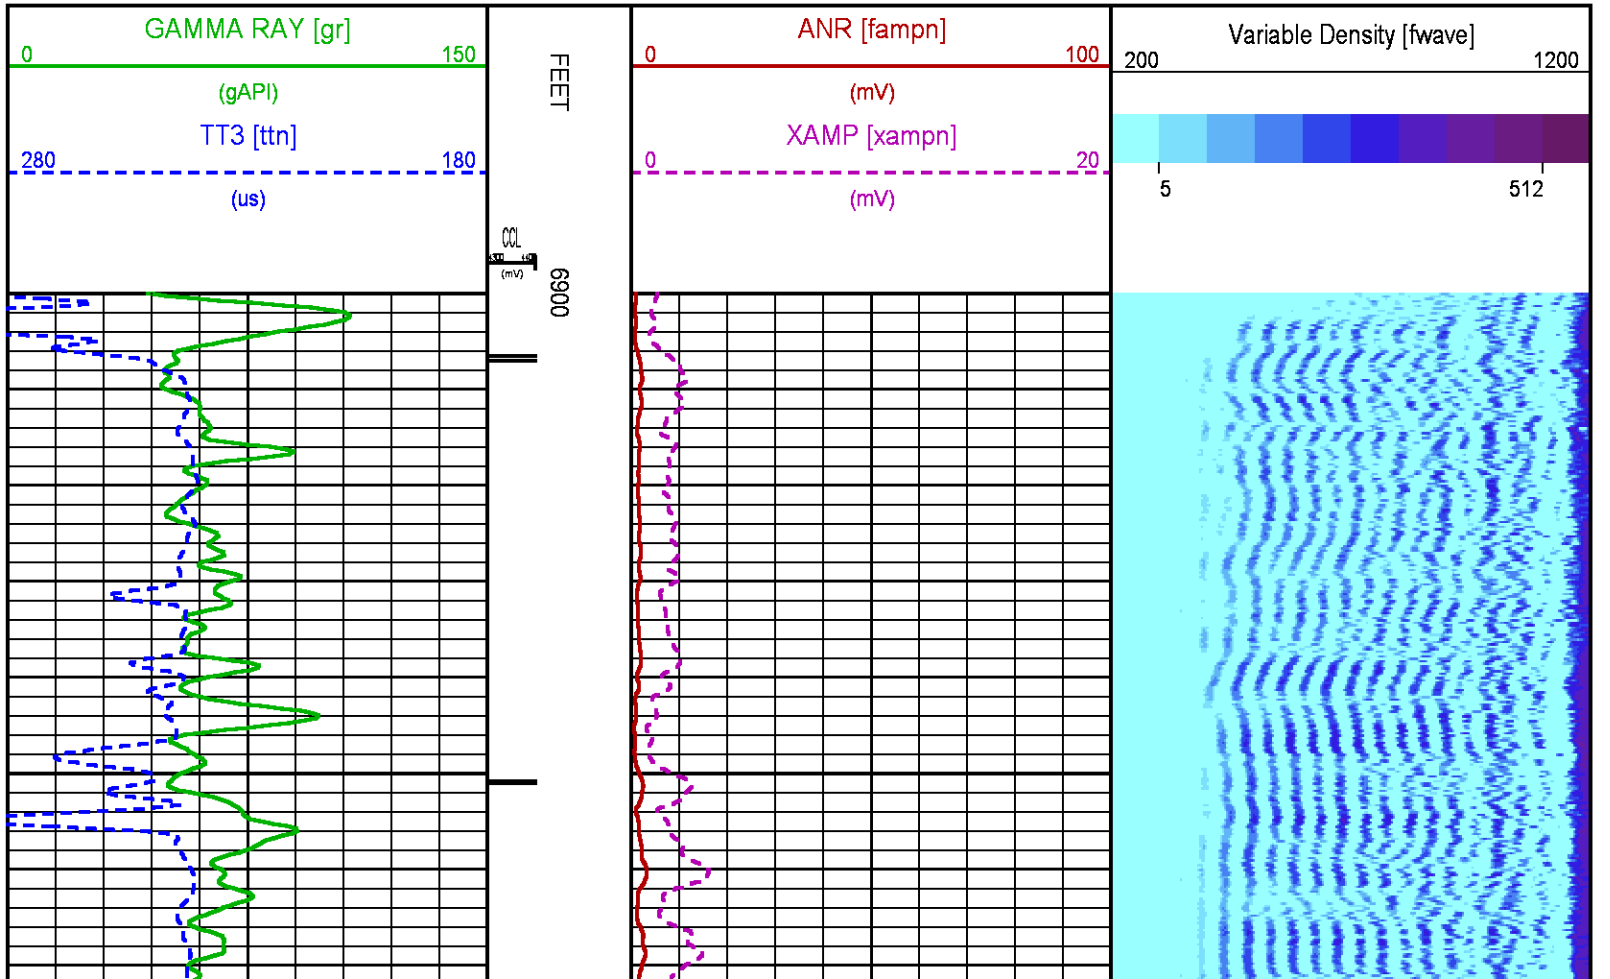 GAMMA RAY [gr]
0 150
(gAPI)
TT3 [ttn]
280 180
(us)
CCL
(mV)
FEET
6900
ANR [fampn]
0 100
(mV)
XAMP [xampn]
0 20
(mV)
Variable Density [fwave]
200 1200
5 512